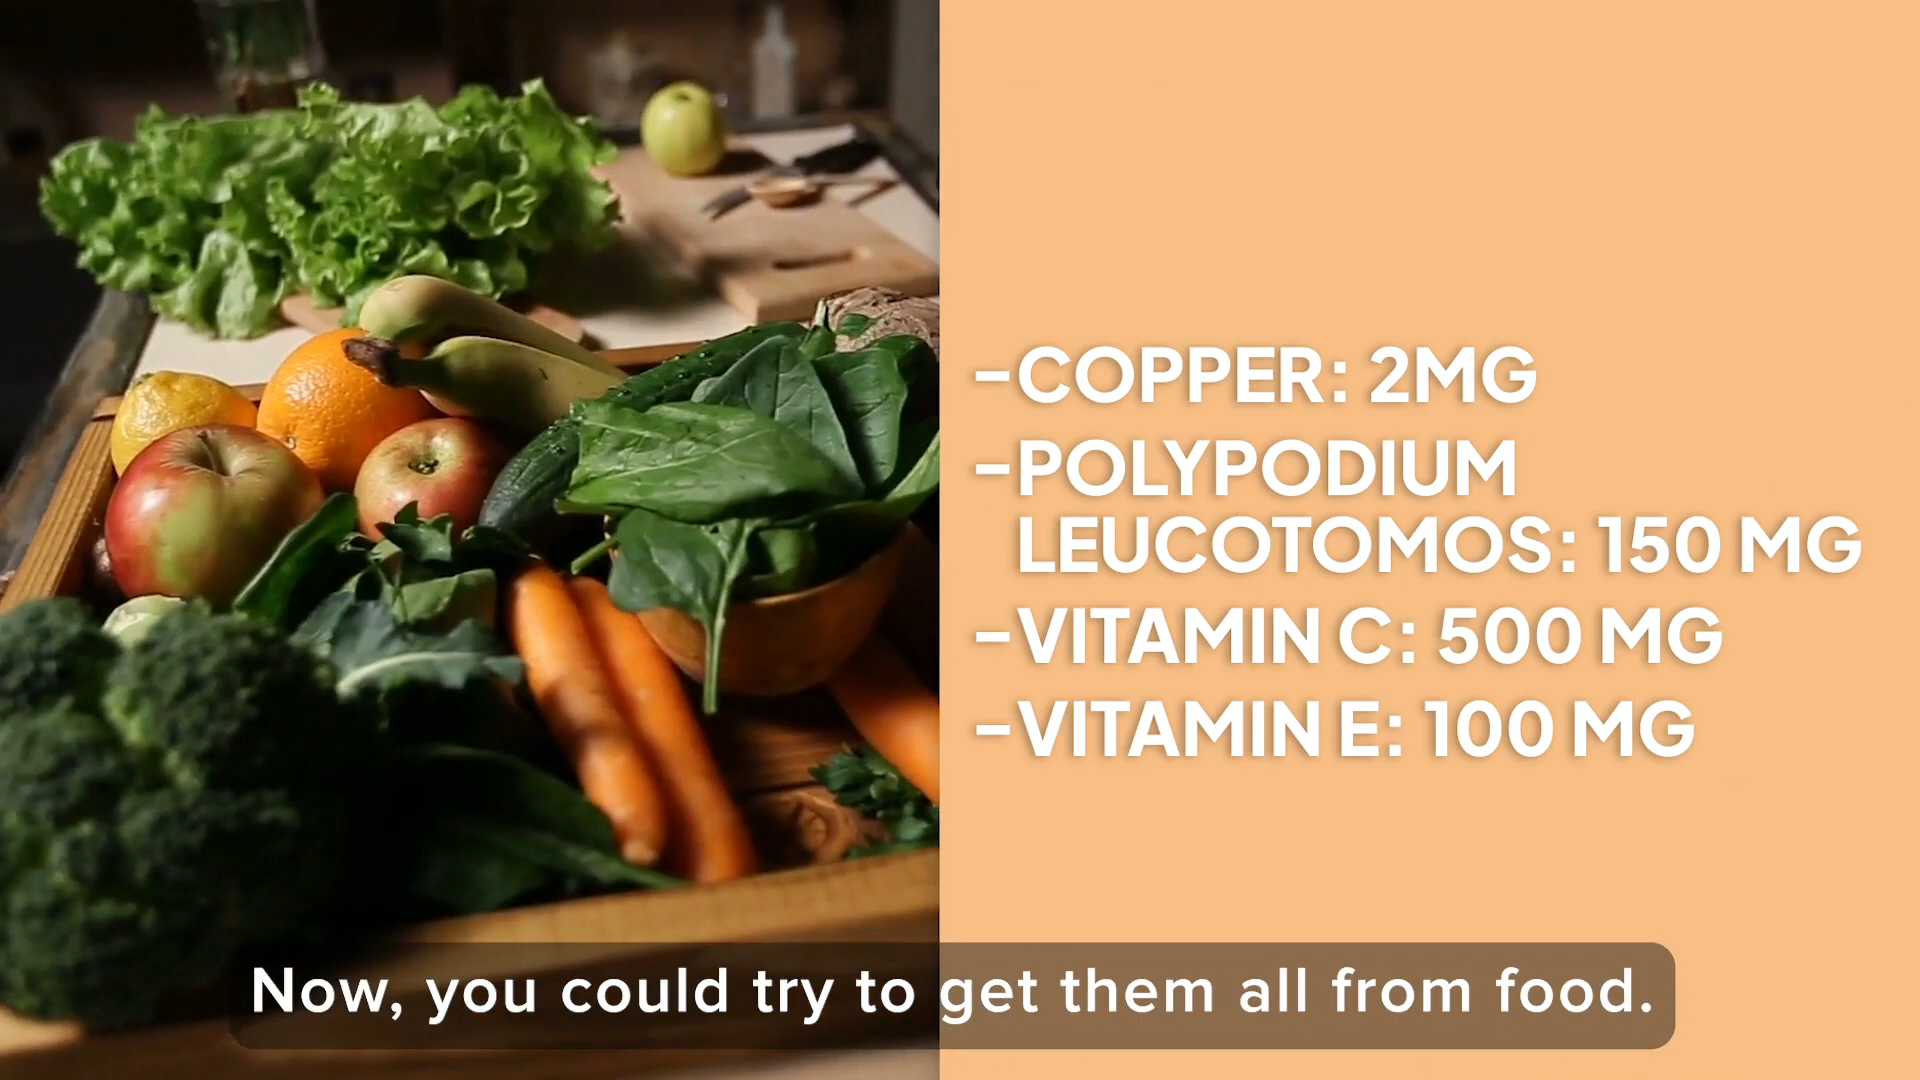 -COPPER: 2MG
-POLYPODIUM
LEUCOTOMOS: 150 MG
-VITAMIN C: 500 MG
-VITAMIN E: 100 MG
Now, you could try to get them all from food.